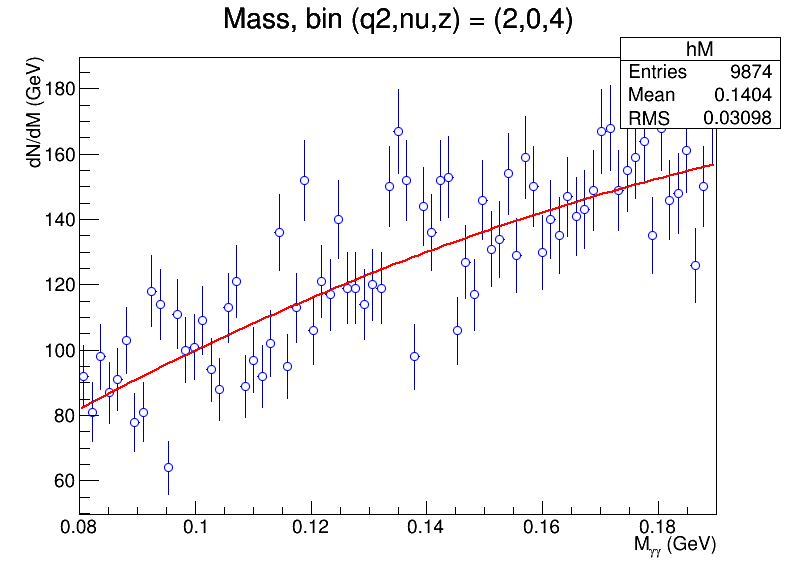 Mass, bin (q2,nu,z) = (2,0,4)
hM
Entries 9874
Mean 0.1404
RMS 0.03098
dN/dM (GeV)
180
160
140
120
100
80
60
0.08 0.1 0.12 0.14 0.16 0.18
Mγγ (GeV)